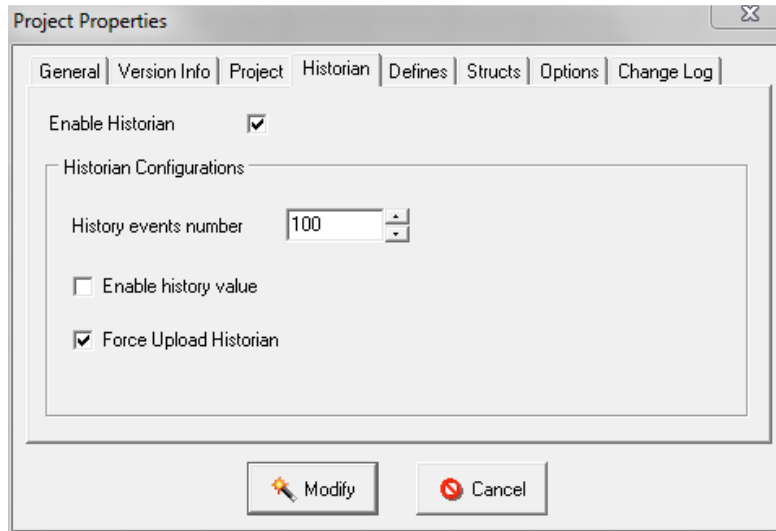 Project Properties
General Version Info Project Historian Defines Structs Options Change Log
Enable Historian
Historian Configurations
History events number 100
Enable history value
Force Upload Historian
Modify Cancel